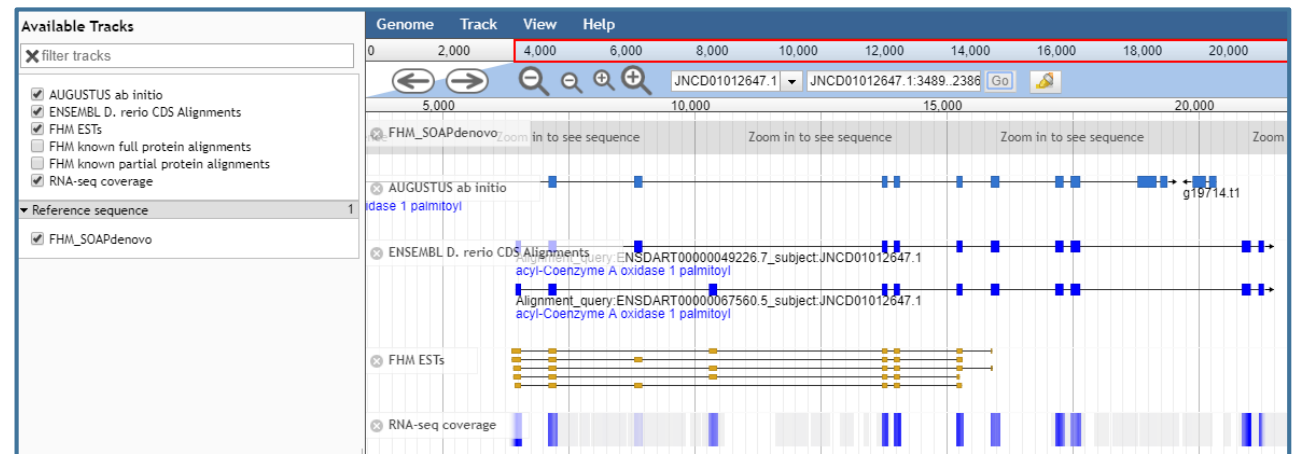 Available Tracks
filter tracks
AUGUSTUS ab initio
ENSEMBL D. rerio CDS Alignments
FHM ESTs
FHM known full protein alignments
FHM known partial protein alignments
RNA-seq coverage
Reference sequence 1
FHM_SOAPdenovo
Genome Track View Help
0 2,000 4,000 6,000 8,000 10,000 12,000 14,000 16,000 18,000 20,000
JNCD01012647.1 JNCD01012647.1:3489..2386 Go
5,000 10,000 15,000 20,000
FHM_SOAPdenovo Zoom in to see sequence Zoom in to see sequence Zoom in to see sequence Zoom
AUGUSTUS ab initio
g19714.t1
idase 1 palmitoyl
ENSEMBL D. rerio CDS Alignments
Alignment_query:ENSDART00000049226.7_subject:JNCD01012647.1
acyl-Coenzyme A oxidase 1 palmitoyl
Alignment_query:ENSDART00000067560.5_subject:JNCD01012647.1
acyl-Coenzyme A oxidase 1 palmitoyl
FHM ESTs
RNA-seq coverage